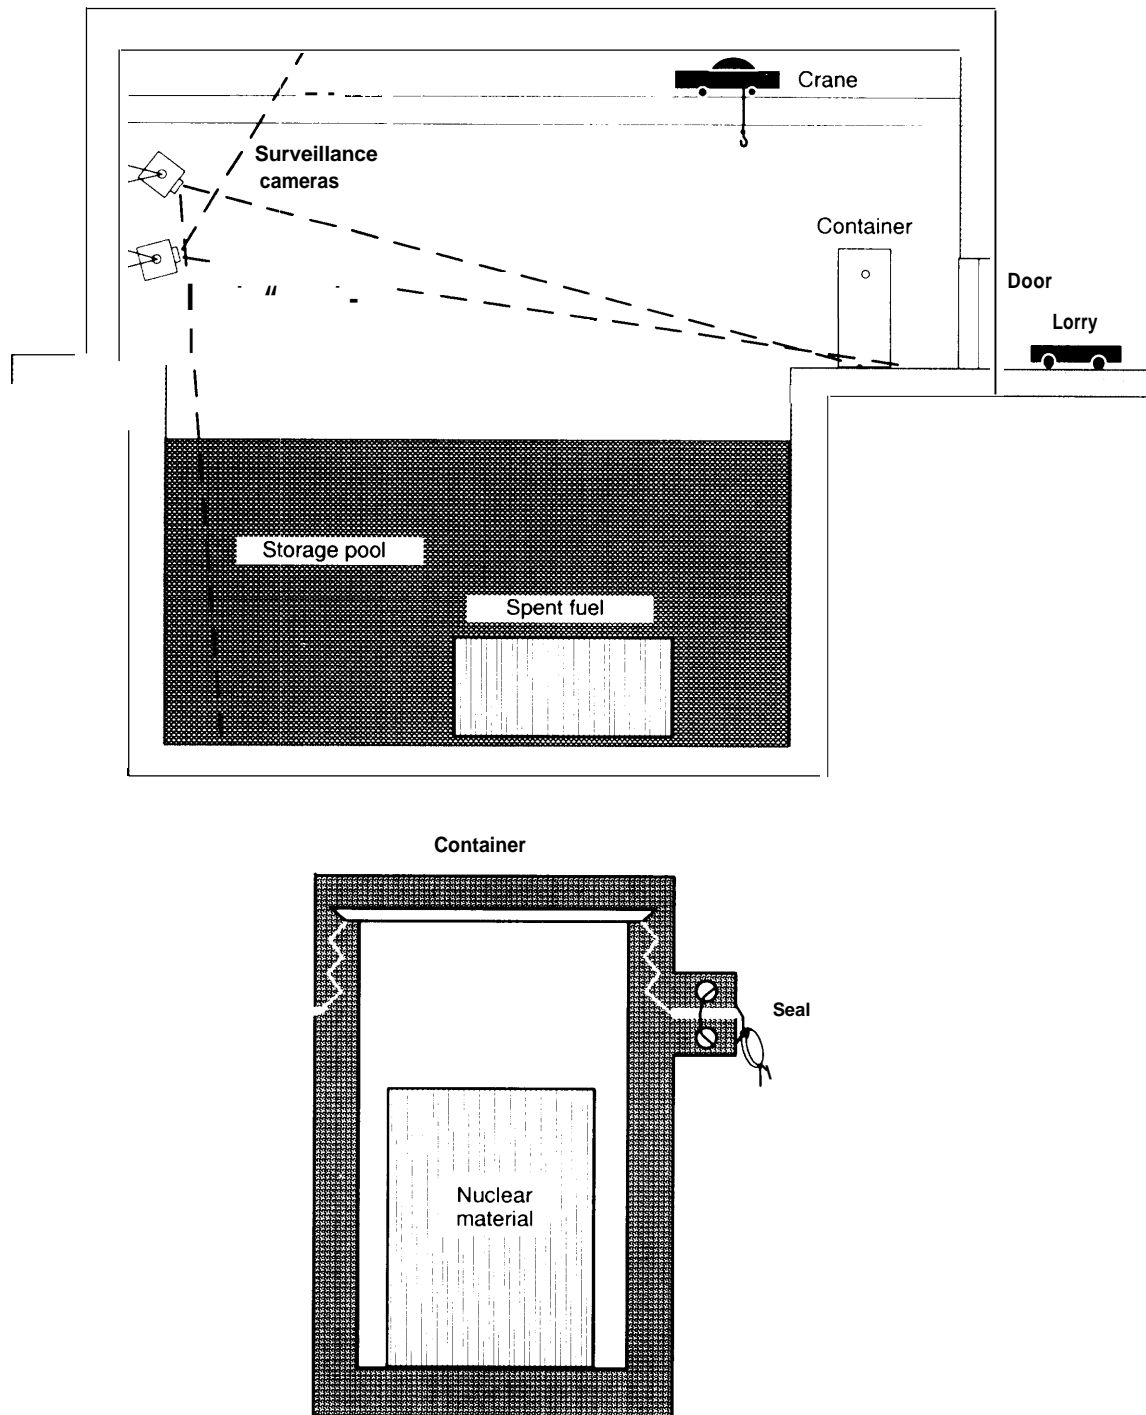 Crane
Surveillance
cameras
Container
Door
Lorry
Storage pool
Spent fuel
Container
Seal
Nuclear
material